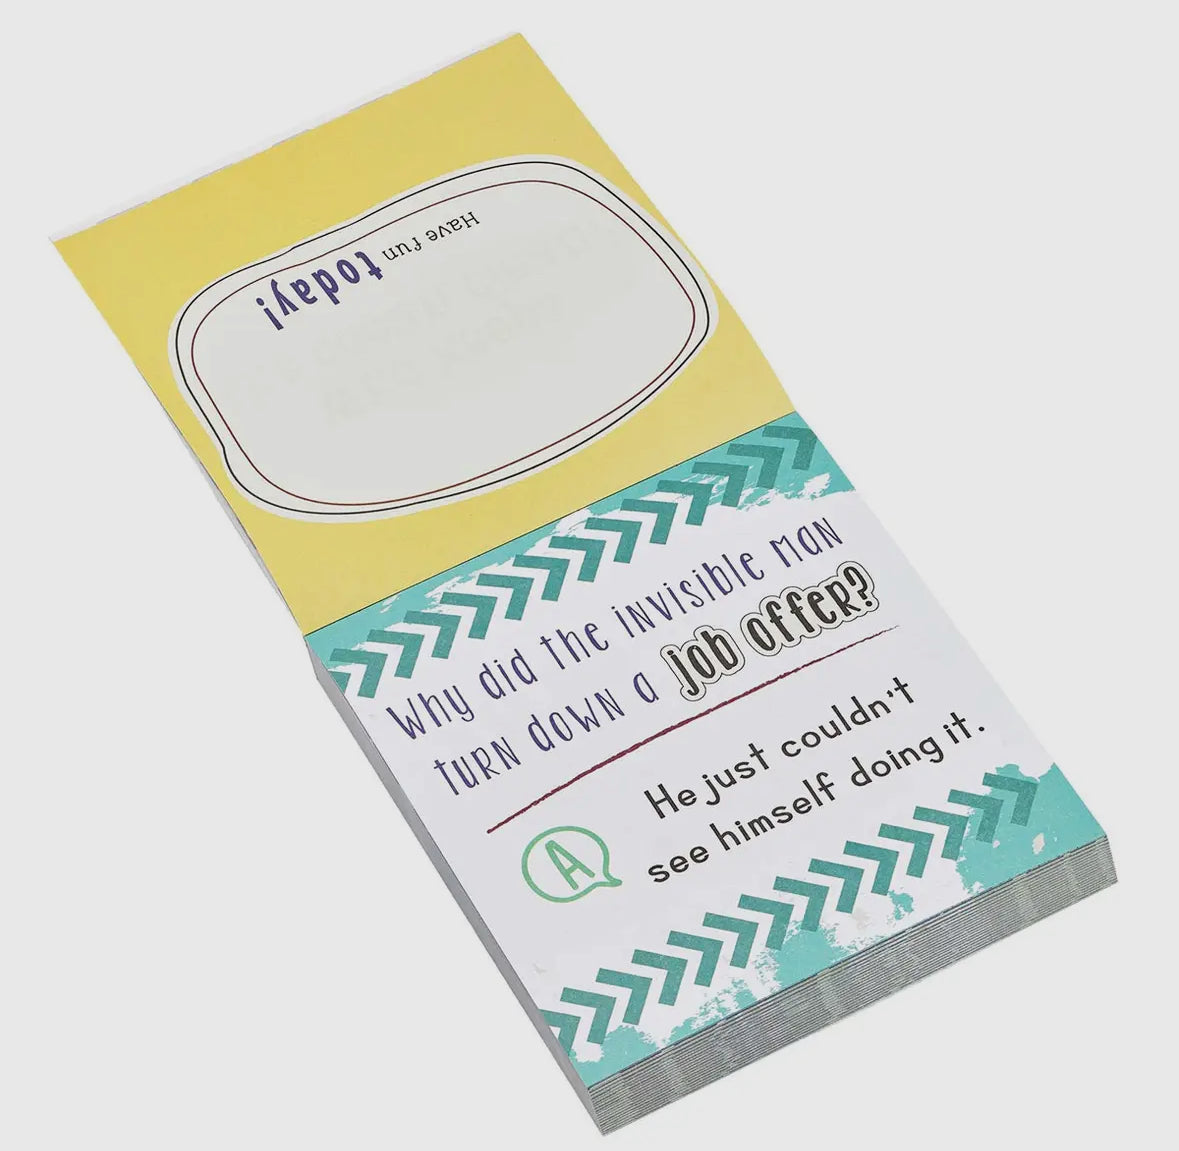 Have fun
today!
Why did the invisible man
turn down a job offer?
He just couldn't
see himself doing it.
A